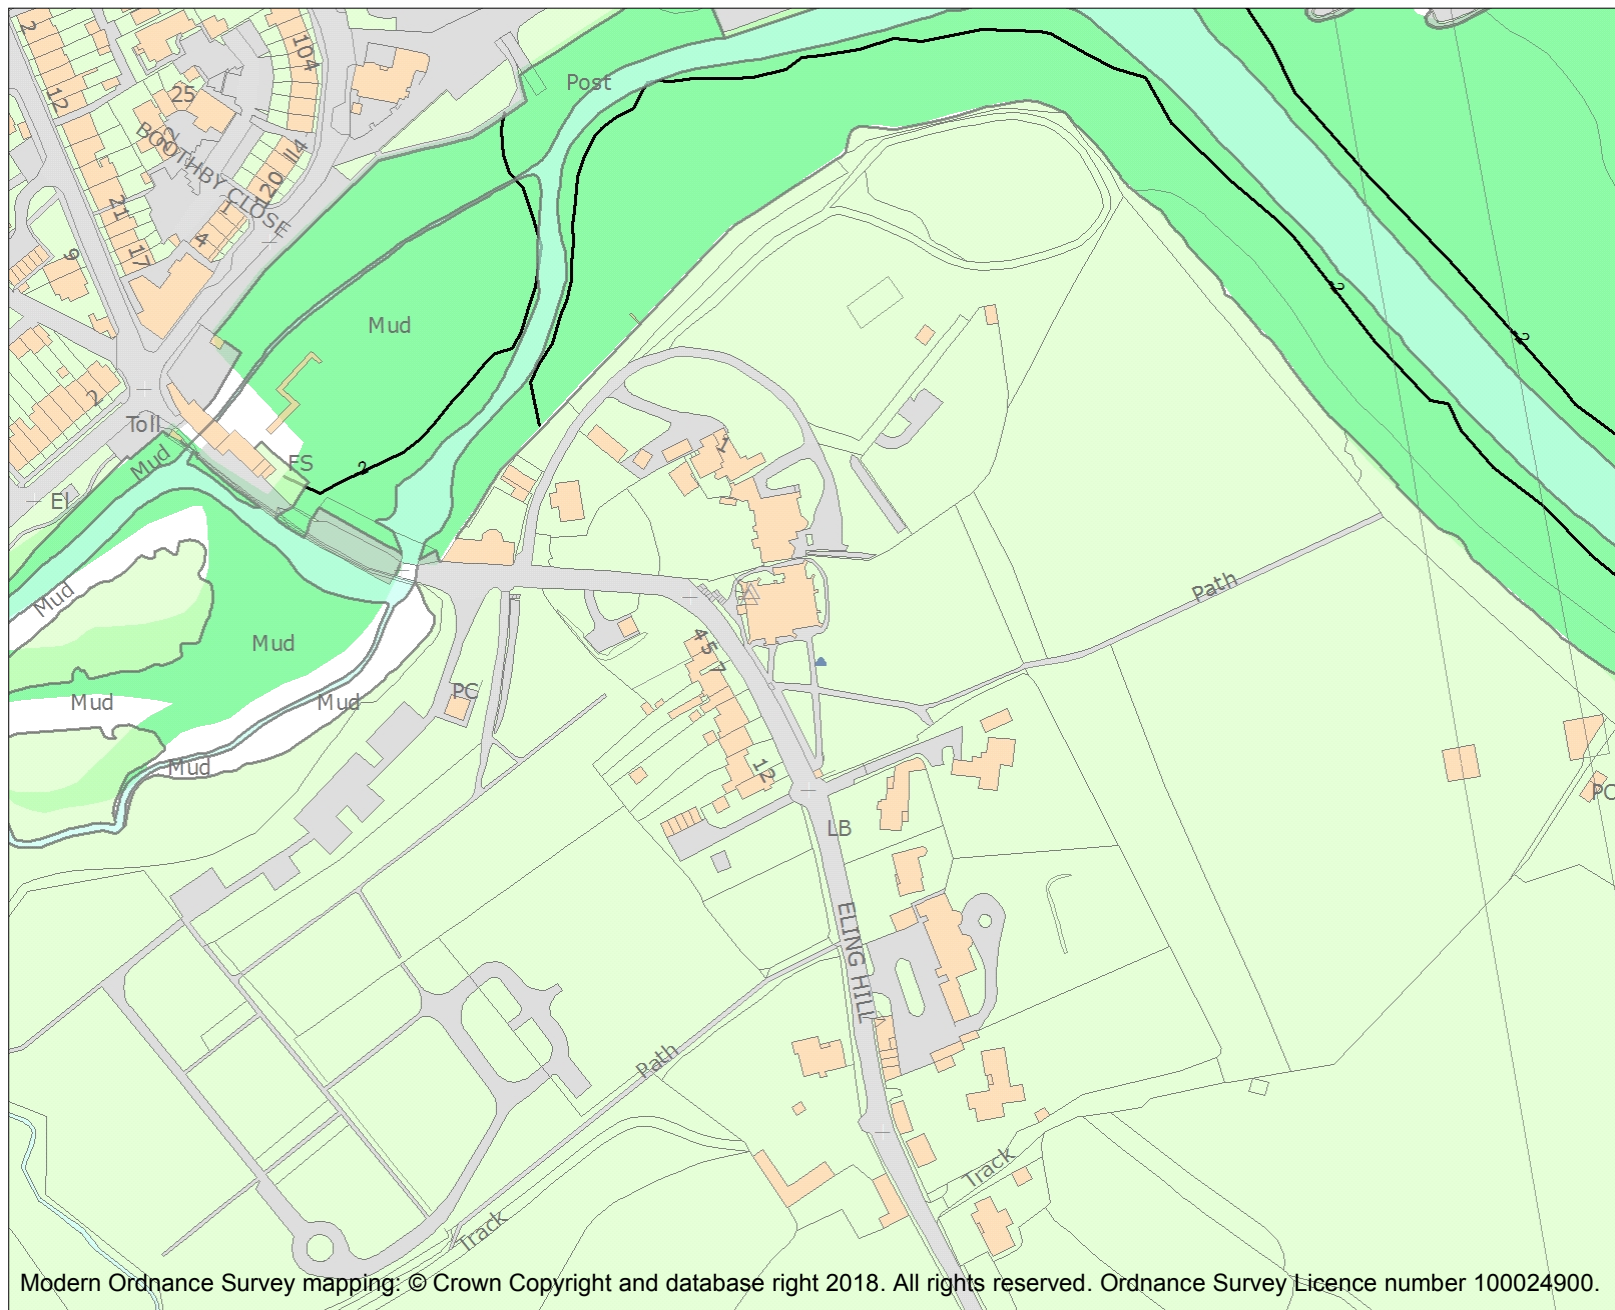 2
104
Post
12
25
2
114
BOOTHBY CLOSE
120
21
1
4
17
9
2
Mud
2
2
Toll
1
Mud
FS
2
El
Path
Mud
Mud
4
5
7
PC
Mud
Mud
Mud
12
PC
LB
ELING HILL
Path
Track
Track
Modern Ordnance Survey mapping: © Crown Copyright and database right 2018. All rights reserved. Ordnance Survey Licence number 100024900.